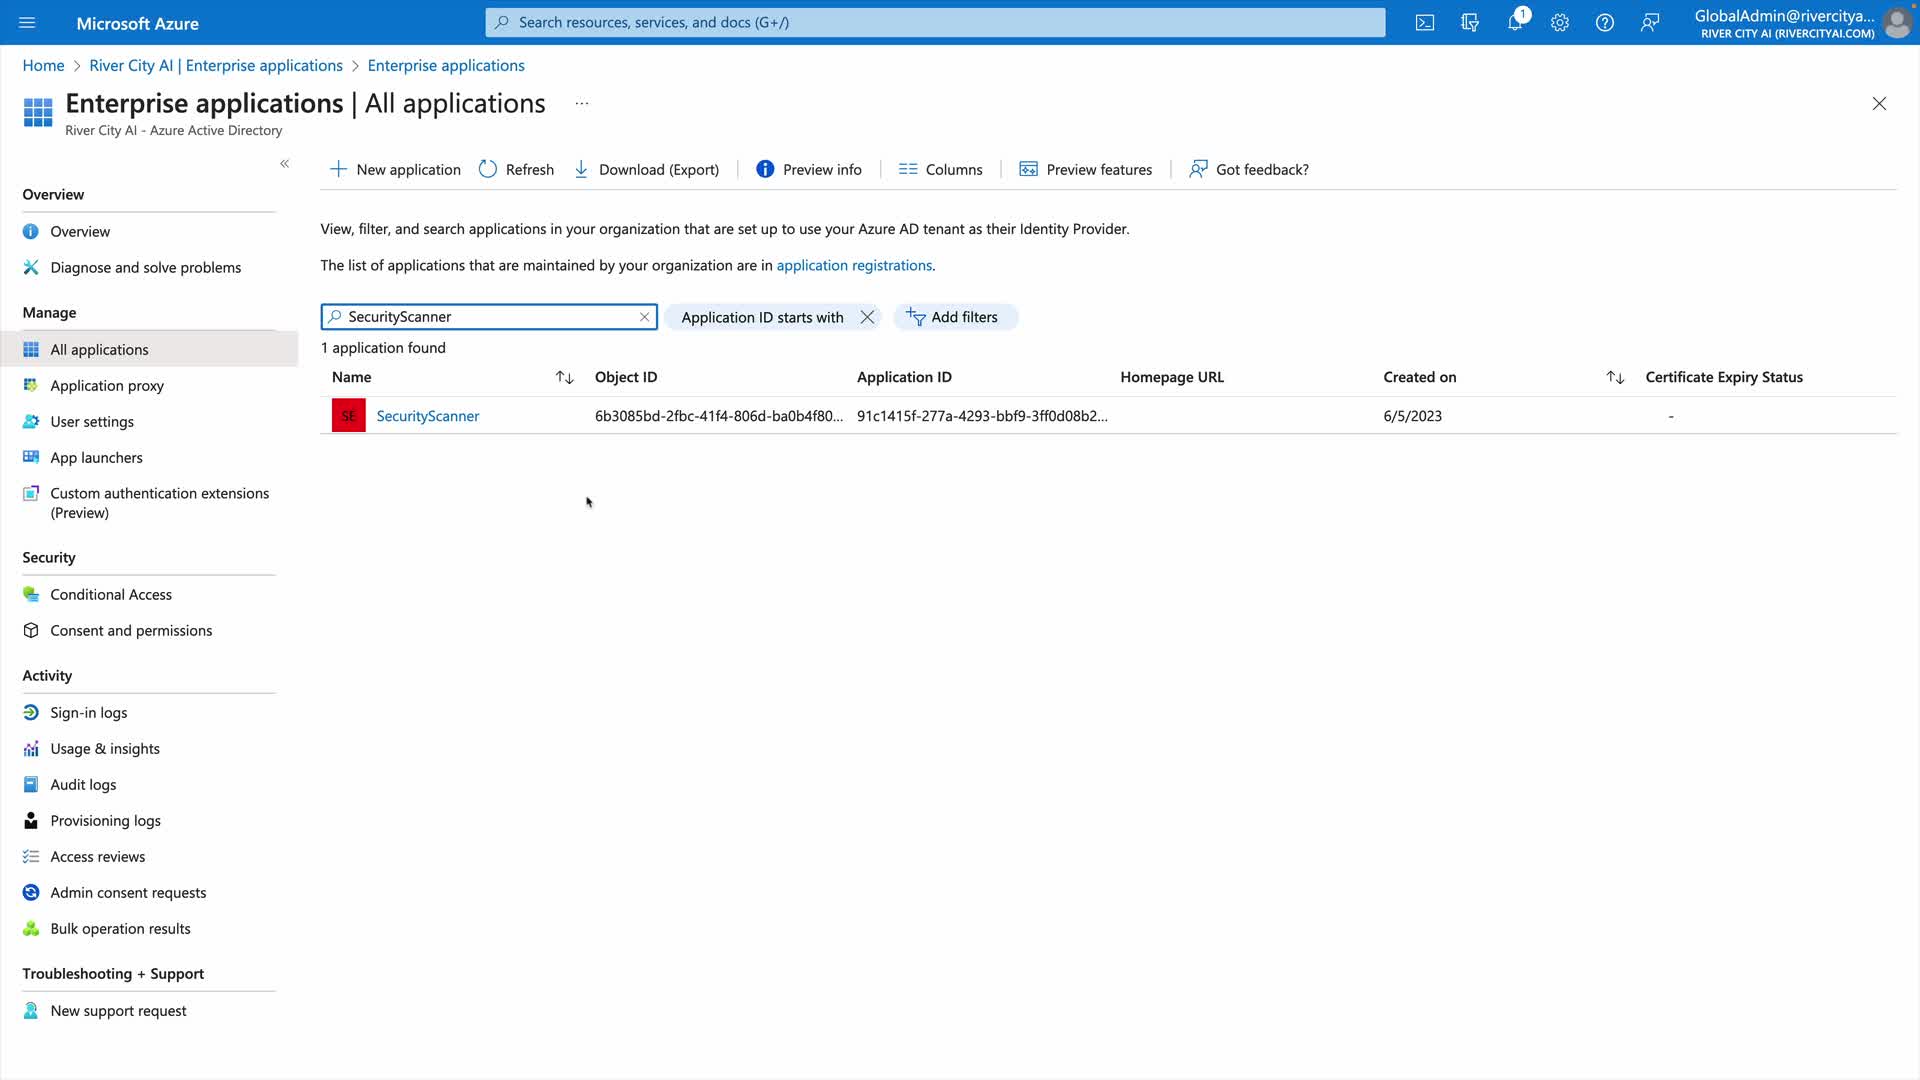 Microsoft Azure
Search resources, services, and docs (G+/)
1
GlobalAdmin@rivercitya...
RIVER CITY AI (RIVERCITYAI.COM)
Home > River City AI | Enterprise applications > Enterprise applications
Enterprise applications | All applications ...
River City AI - Azure Active Directory
New application
Refresh
Download (Export)
Preview info
Columns
Preview features
Got feedback?
Overview
Overview
Diagnose and solve problems
Manage
All applications
Application proxy
User settings
App launchers
Custom authentication extensions
(Preview)
Security
Conditional Access
Consent and permissions
Activity
Sign-in logs
Usage & insights
Audit logs
Provisioning logs
Access reviews
Admin consent requests
Bulk operation results
Troubleshooting + Support
New support request
View, filter, and search applications in your organization that are set up to use your Azure AD tenant as their Identity Provider.
The list of applications that are maintained by your organization are in application registrations.
SecurityScanner
Application ID starts with
Add filters
1 application found
Name Object ID Application ID Homepage URL Created on Certificate Expiry Status
SE SecurityScanner 6b3085bd-2fbc-41f4-806d-ba0b4f80... 91c1415f-277a-4293-bbf9-3ff0d08b2... 6/5/2023 -